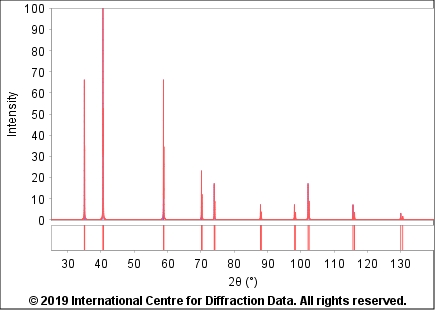 100
90
80
70
60
50
40
30
20
10
0
Intensity
30 40 50 60 70 80 90 100 110 120 130
2θ (°)
© 2019 International Centre for Diffraction Data. All rights reserved.